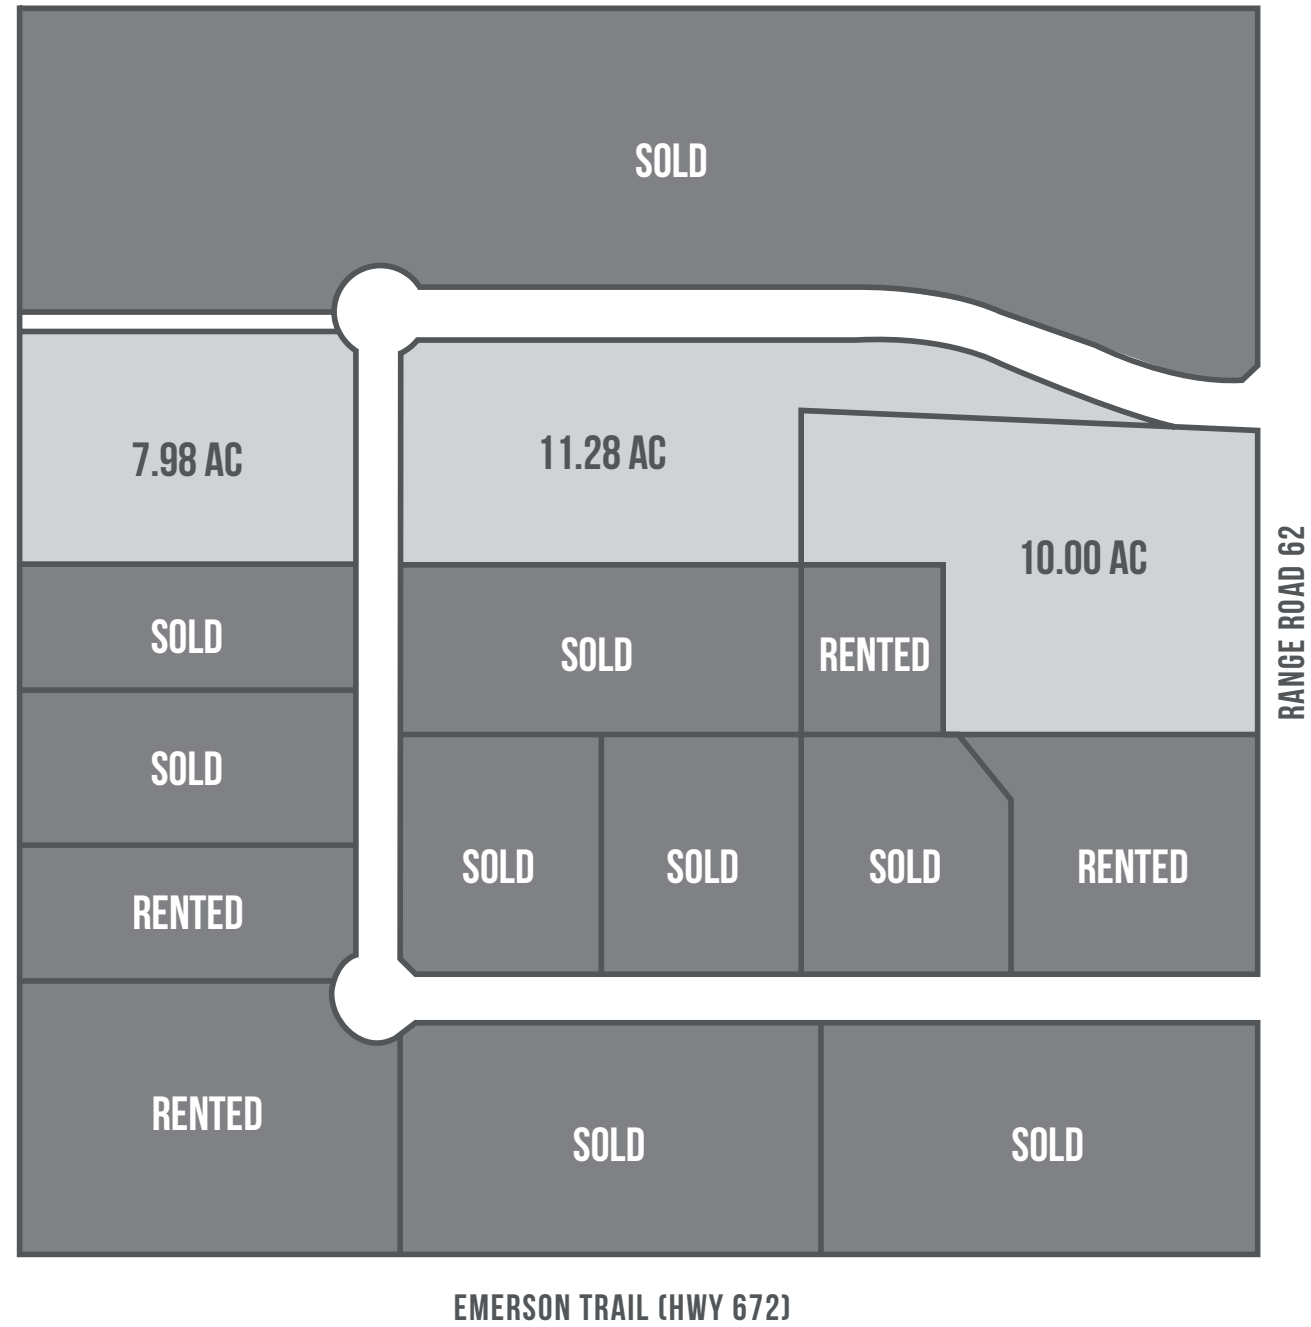 SOLD
7.98 AC
11.28 AC
10.00 AC
RANGE ROAD 62
SOLD
SOLD
RENTED
SOLD
SOLD
SOLD
SOLD
RENTED
RENTED
RENTED
SOLD
SOLD
EMERSON TRAIL (HWY 672)